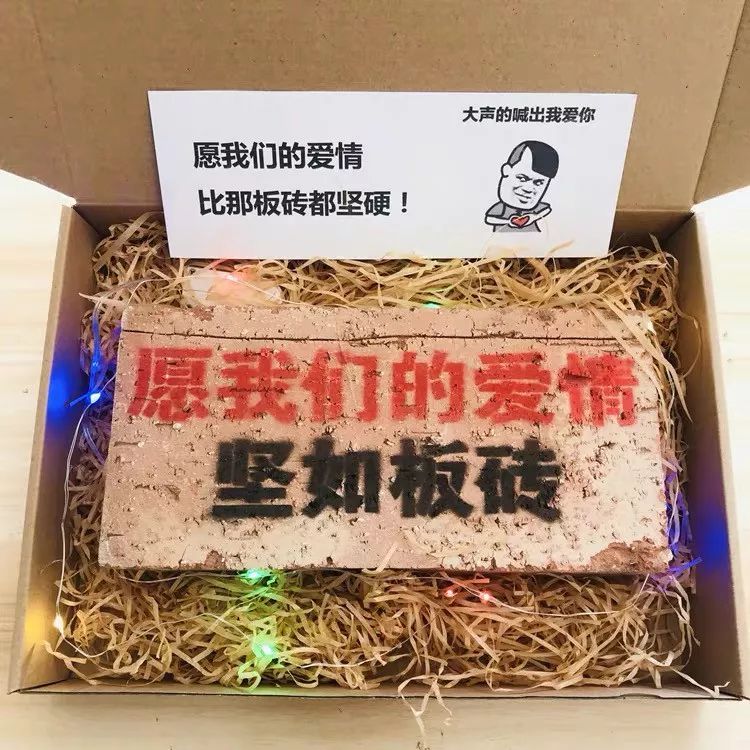 大声的喊出我爱你
愿我们的爱情
比那板砖都坚硬！
愿我们的爱情
坚如板砖